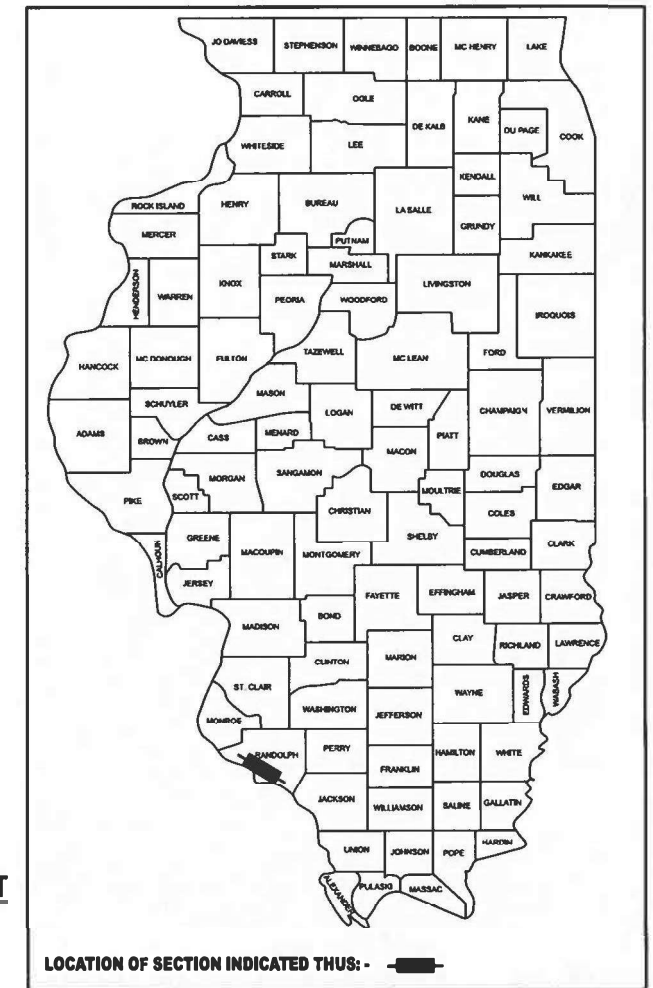 JO DAVIESS STEPHENSON WINNEBAGO BOONE MC HENRY LAKE
CARROLL OGLE DE KALB KANE DU PAGE COOK
WHITESIDE LEE
KENDALL WILL
ROCK ISLAND HENRY BUREAU LA SALLE
MERCER PUTNAM GRUNDY
STARK MARSHALL KANKAKEE
HENDERSON WARREN KNOX PEORIA WOODFORD LIVINGSTON IROQUOIS
HANCOCK MC DONOUGH FULTON TAZEWELL MC LEAN FORD
MASON
SCHUYLER LOGAN DE WITT CHAMPAIGN VERMILION
ADAMS BROWN CASS MENARD PIATT
MACON
PIKE SCOTT MORGAN SANGAMON MOULTRIE DOUGLAS EDGAR
CHRISTIAN COLES
CALHOUN GREENE MACOUPIN MONTGOMERY SHELBY CUMBERLAND CLARK
JERSEY FAYETTE EFFINGHAM JASPER CRAWFORD
MADISON BOND
CLAY RICHLAND LAWRENCE
CLINTON MARION
ST. CLAIR WAYNE EDWARDS WABASH
WASHINGTON JEFFERSON
MONROE
RANDOLPH PERRY HAMILTON WHITE
FRANKLIN
JACKSON WILLIAMSON SALINE GALLATIN
UNION JOHNSON POPE HARDIN
ALEXANDER PULASKI MASSAC
T
LOCATION OF SECTION INDICATED THUS: -